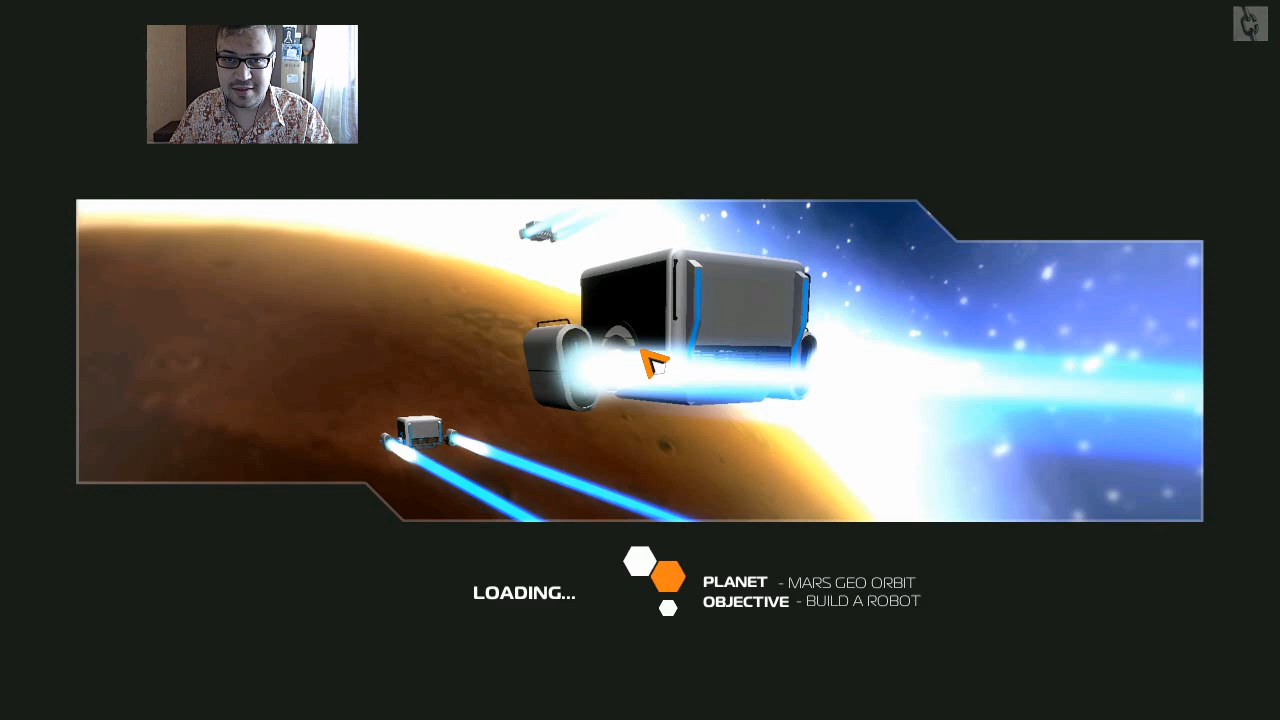 LOADING...
PLANET - MARS GEO ORBIT
OBJECTIVE - BUILD A ROBOT